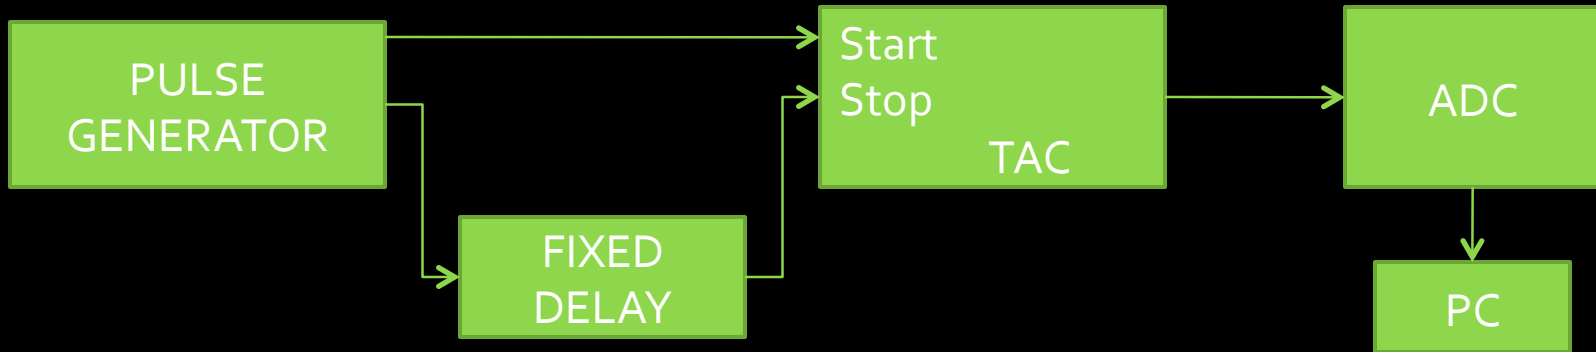 PULSE
GENERATOR
FIXED
DELAY
Start
Stop
TAC
ADC
PC